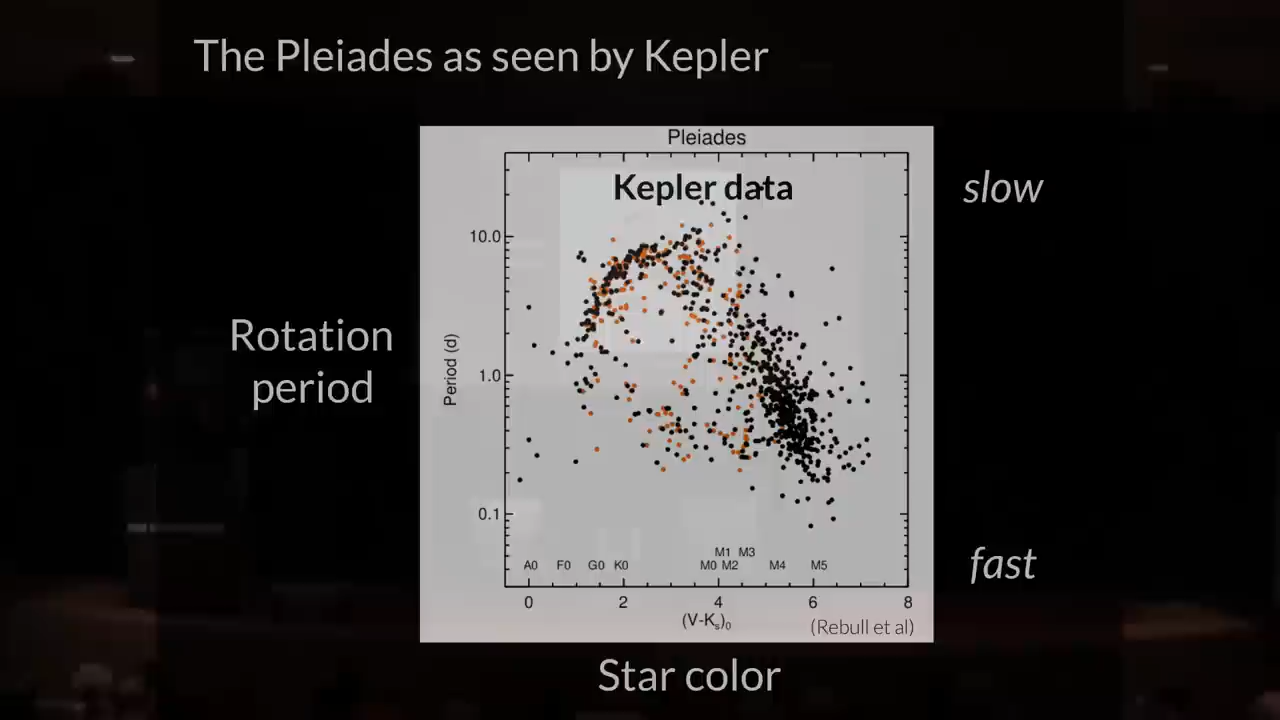 The Pleiades as seen by Kepler
Pleiades
Kepler data
slow
10.0
Rotation
period
Period (d)
1.0
0.1
fast
M1 M3
A0 F0 G0 K0 M0 M2 M4 M5
0 2 4 6 8
(V-Ks)0
(Rebull et al)
Star color